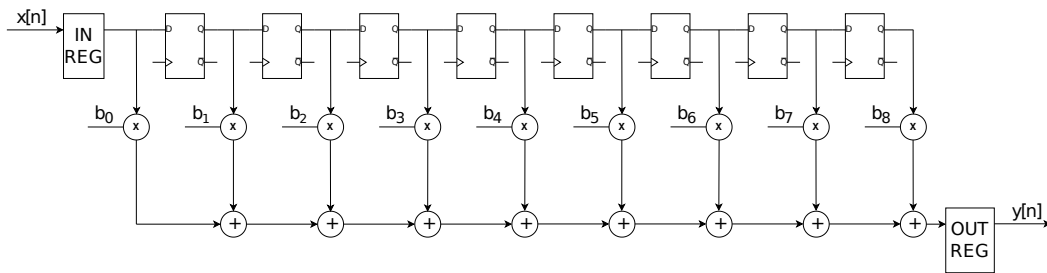 x[n]
IN
REG
D Q Q
D Q Q
D Q Q
D Q Q
D Q Q
D Q Q
D Q Q
D Q Q
b0 b1 b2 b3 b4 b5 b6 b7 b8
x x x x x x x x x
+ + + + + + + +
OUT
REG
y[n]